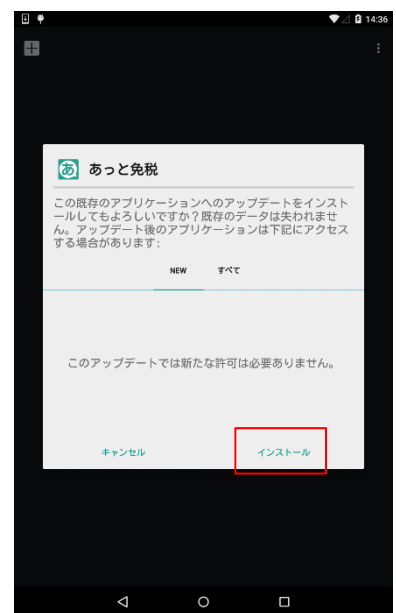 14:36
あ あっと免税
この既存のアプリケーションへのアップデートをインスト
ールしてもよろしいですか？既存のデータは失われませ
ん。アップデート後のアプリケーションは下記にアクセス
する場合があります:
NEW すべて
このアップデートでは新たな許可は必要ありません。
キャンセル インストール